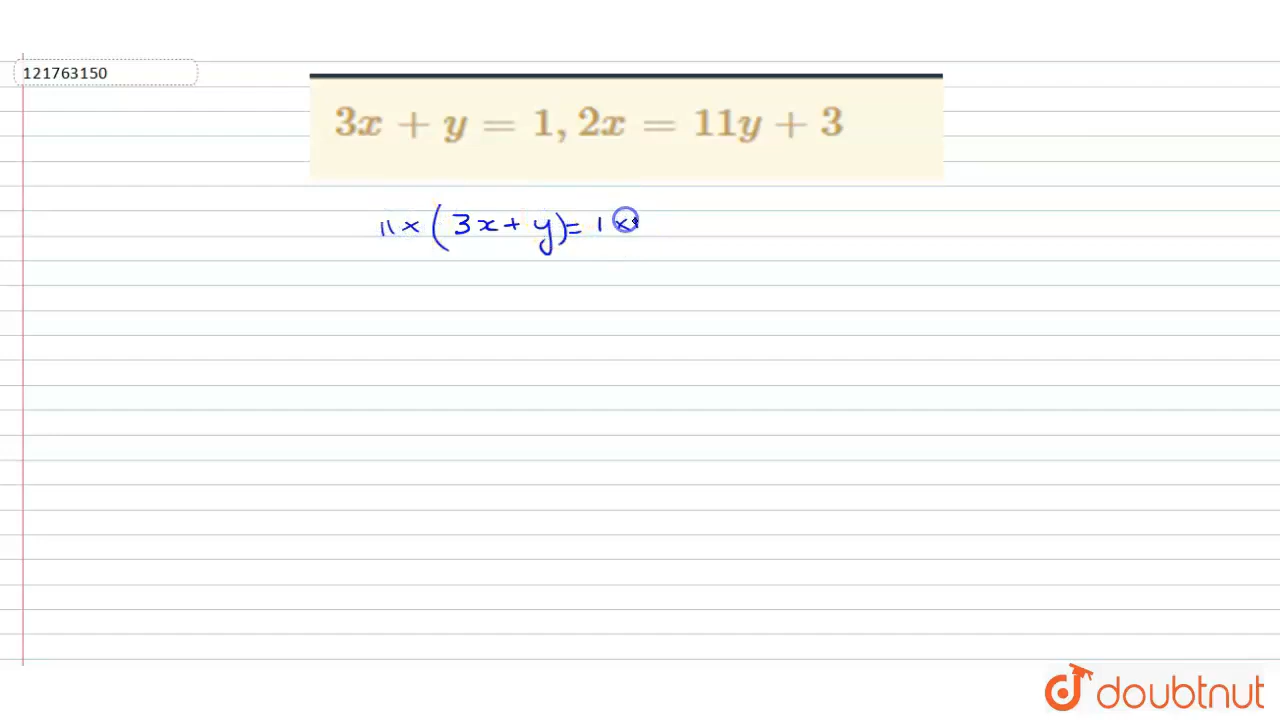 121763150
3x + y = 1, 2x = 11y + 3
11 × (3x + y) = 1 ×
doubtnut